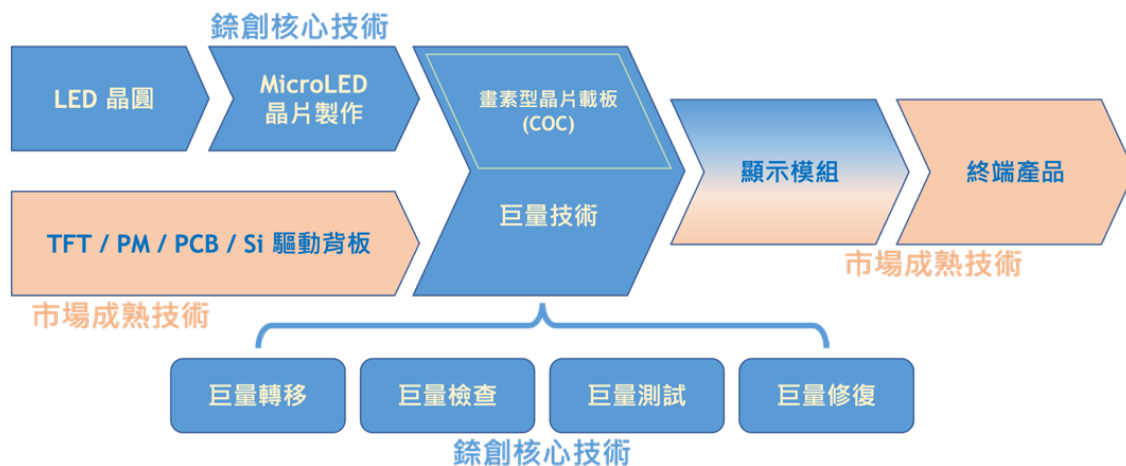 錼創核心技術
LED 晶圓
MicroLED
晶片製作
畫素型晶片載板
(COC)
巨量技術
顯示模組
終端產品
TFT / PM / PCB / Si 驅動背板
市場成熟技術
市場成熟技術
巨量轉移
巨量檢查
巨量測試
巨量修復
錼創核心技術